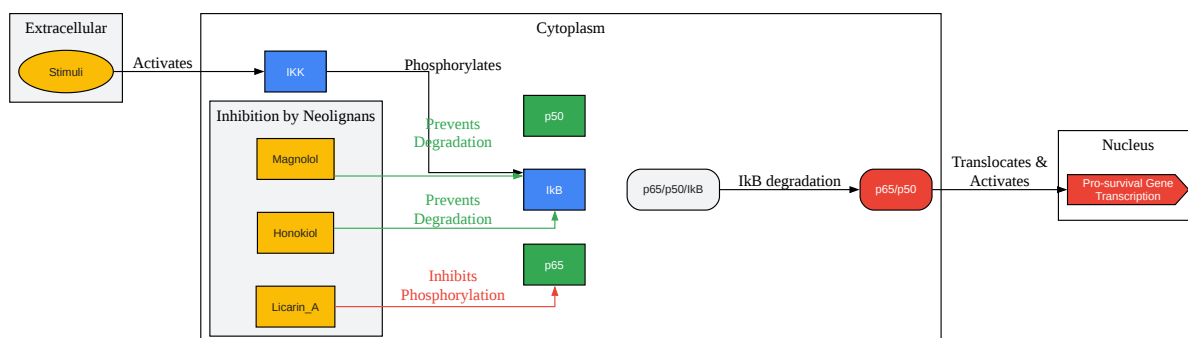 Extracellular
Stimuli
Activates
Cytoplasm
IKK
Phosphorylates
Inhibition by Neolignans
Magnolol
Honokiol
Licarin_A
Prevents
Degradation
Prevents
Degradation
Inhibits
Phosphorylation
p50
IkB
p65
p65/p50/IkB
IkB degradation
p65/p50
Translocates &
Activates
Nucleus
Pro-survival Gene
Transcription